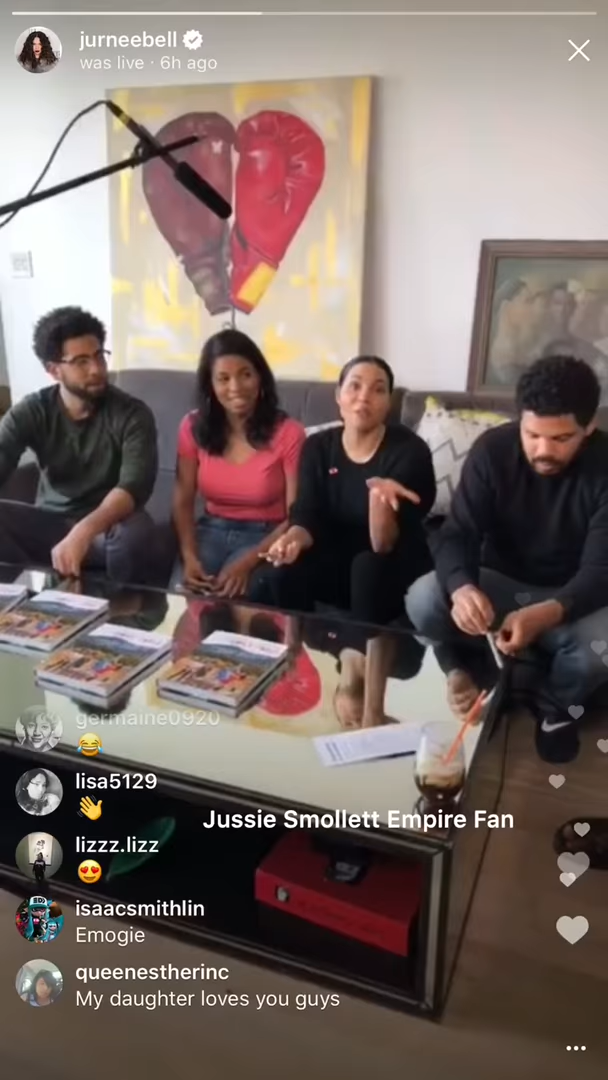 jurneebell
was live · 6h ago
germaine0920
😂
lisa5129
👋
Jussie Smollett Empire Fan
lizzz.lizz
😍
isaacsmithlin
Emogie
queenestherinc
My daughter loves you guys